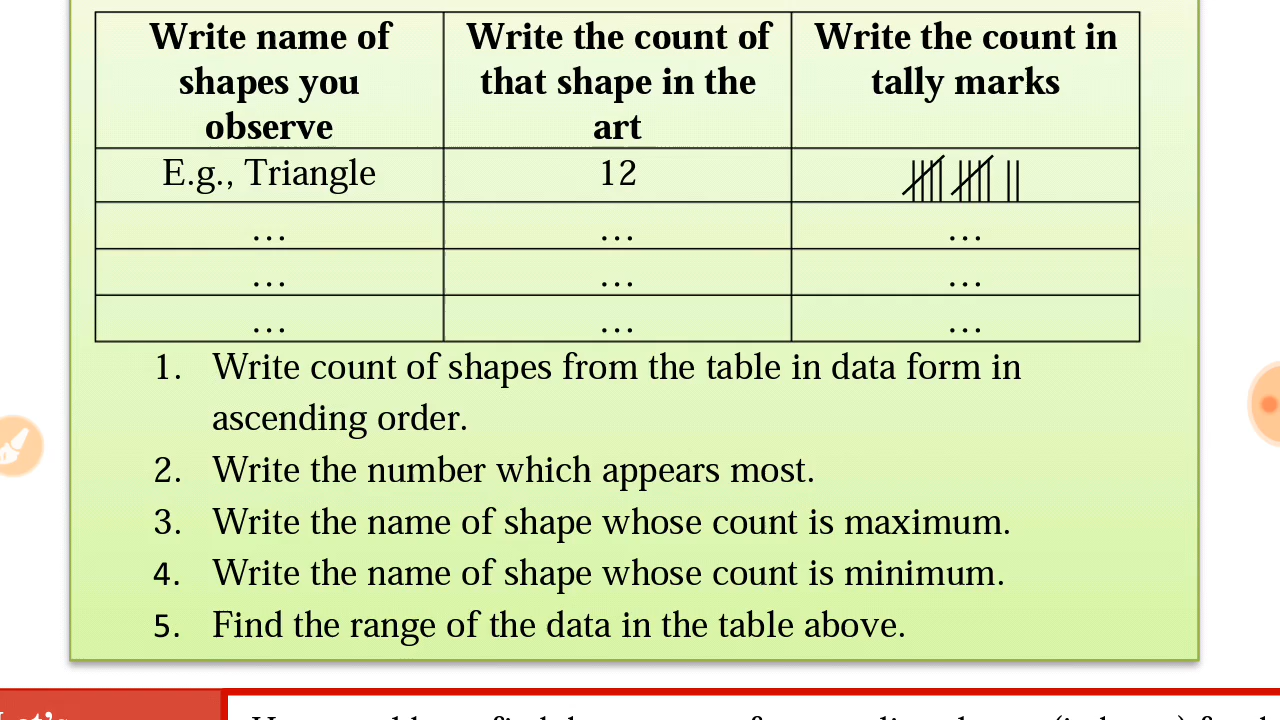 Write name of shapes you observe | Write the count of that shape in the art | Write the count in tally marks
E.g., Triangle | 12
... | ... | ...
... | ... | ...
... | ... | ...
1. Write count of shapes from the table in data form in
ascending order.
2. Write the number which appears most.
3. Write the name of shape whose count is maximum.
4. Write the name of shape whose count is minimum.
5. Find the range of the data in the table above.